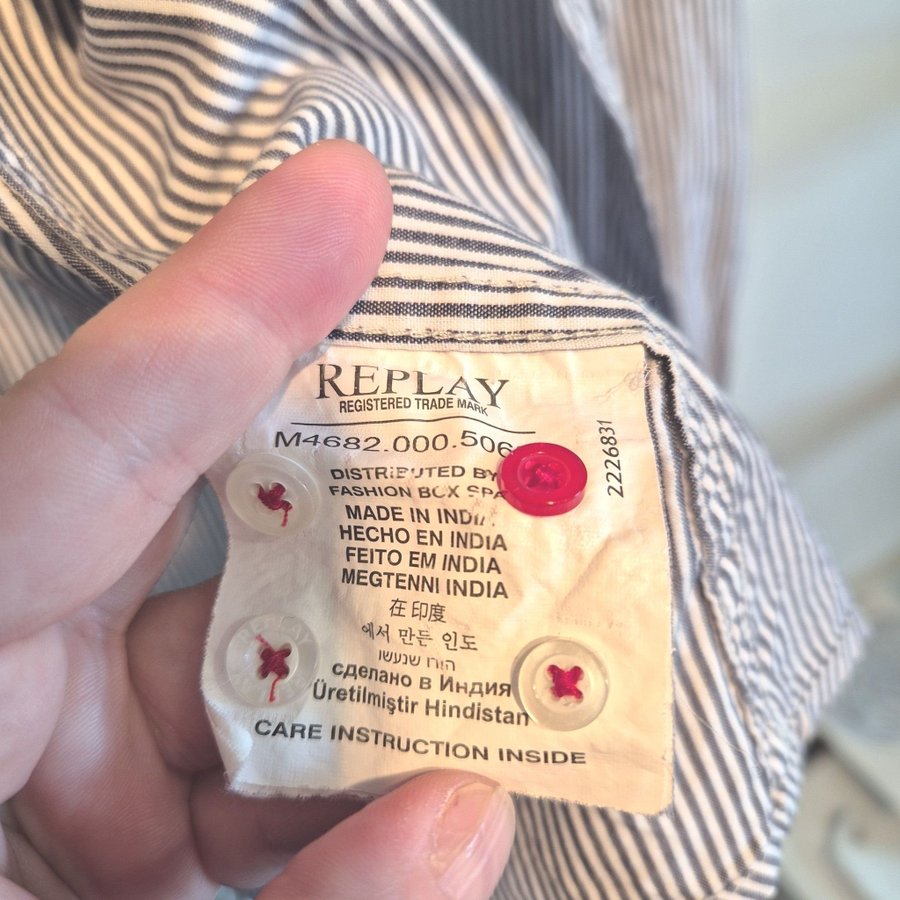 REPLAY
REGISTERED TRADE MARK
M4682.000.506
2226831
DISTRIBUTED BY
FASHION BOX SPA
MADE IN INDIA
HECHO EN INDIA
FEITO EM INDIA
MEGTENNI INDIA
在 印度
에서 만든 인도
сделано в Индия
Üretilmiştir Hindistan
CARE INSTRUCTION INSIDE